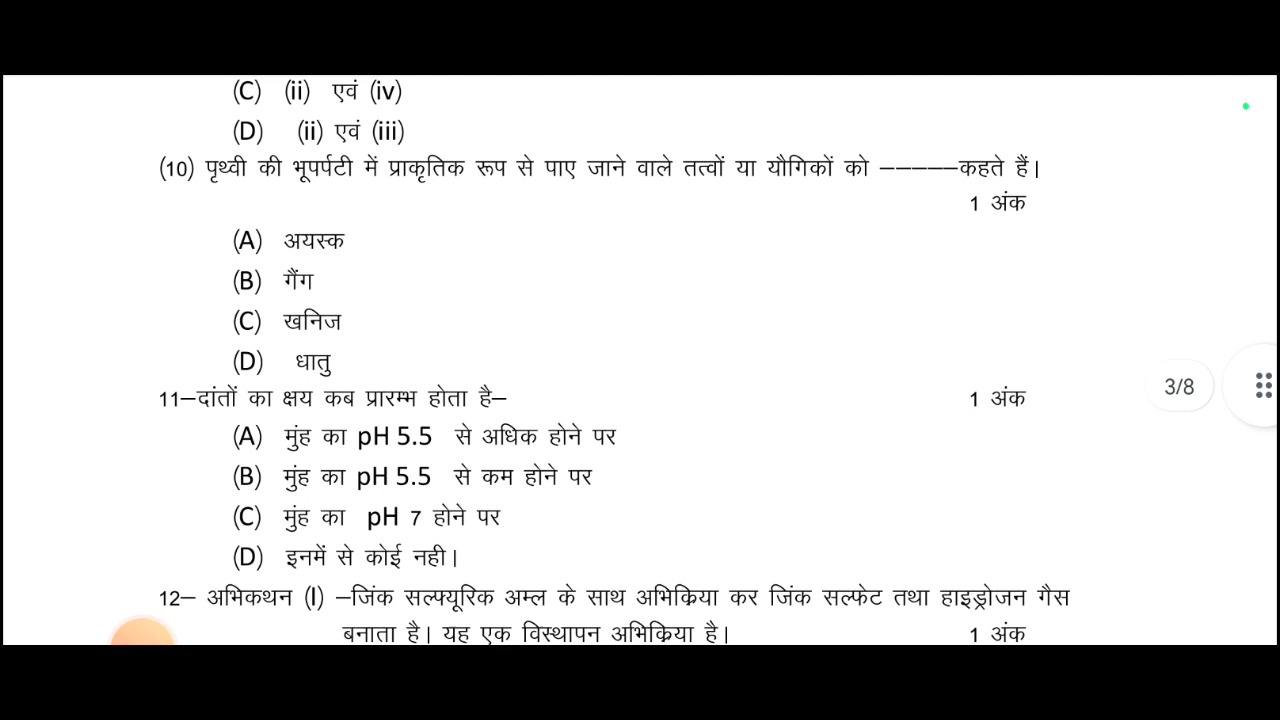 (C) (ii) एवं (iv)
(D) (ii) एवं (iii)
(10) पृथ्वी की भूपर्पटी में प्राकृतिक रूप से पाए जाने वाले तत्वों या यौगिकों को –––––कहते हैं।
1 अंक
(A) अयस्क
(B) गैंग
(C) खनिज
(D) धातु
11–दांतों का क्षय कब प्रारम्भ होता है– 1 अंक
3/8
(A) मुंह का pH 5.5 से अधिक होने पर
(B) मुंह का pH 5.5 से कम होने पर
(C) मुंह का pH 7 होने पर
(D) इनमें से कोई नही।
12– अभिकथन (I) –जिंक सल्फ्यूरिक अम्ल के साथ अभिक्रिया कर जिंक सल्फेट तथा हाइड्रोजन गैस
बनाता है। यह एक विस्थापन अभिक्रिया है। 1 अंक